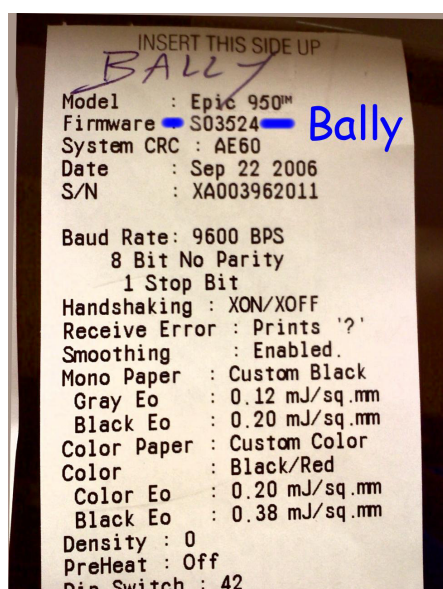 INSERT THIS SIDE UP
BALLY
Model : Epic 950™
Firmware S03524 Bally
System CRC : AE60
Date : Sep 22 2006
S/N : XA003962011
Baud Rate: 9600 BPS
8 Bit No Parity
1 Stop Bit
Handshaking : XON/XOFF
Receive Error : Prints '?'
Smoothing : Enabled.
Mono Paper : Custom Black
Gray Eo : 0.12 mJ/sq.mm
Black Eo : 0.20 mJ/sq.mm
Color Paper : Custom Color
Color : Black/Red
Color Eo : 0.20 mJ/sq.mm
Black Eo : 0.38 mJ/sq.mm
Density : 0
PreHeat : Off
Dip Switch : 42